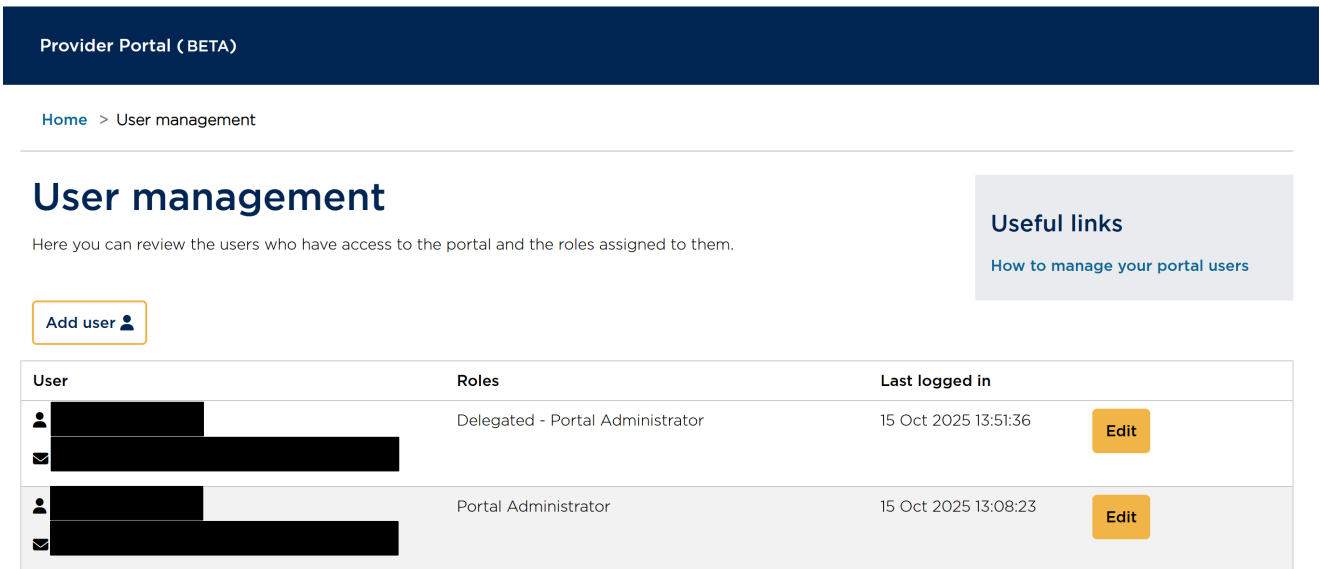 Provider Portal (BETA)
Home > User management
User management
Here you can review the users who have access to the portal and the roles assigned to them.
Useful links
How to manage your portal users
Add user
User Roles Last logged in
Delegated - Portal Administrator 15 Oct 2025 13:51:36 Edit
Portal Administrator 15 Oct 2025 13:08:23 Edit